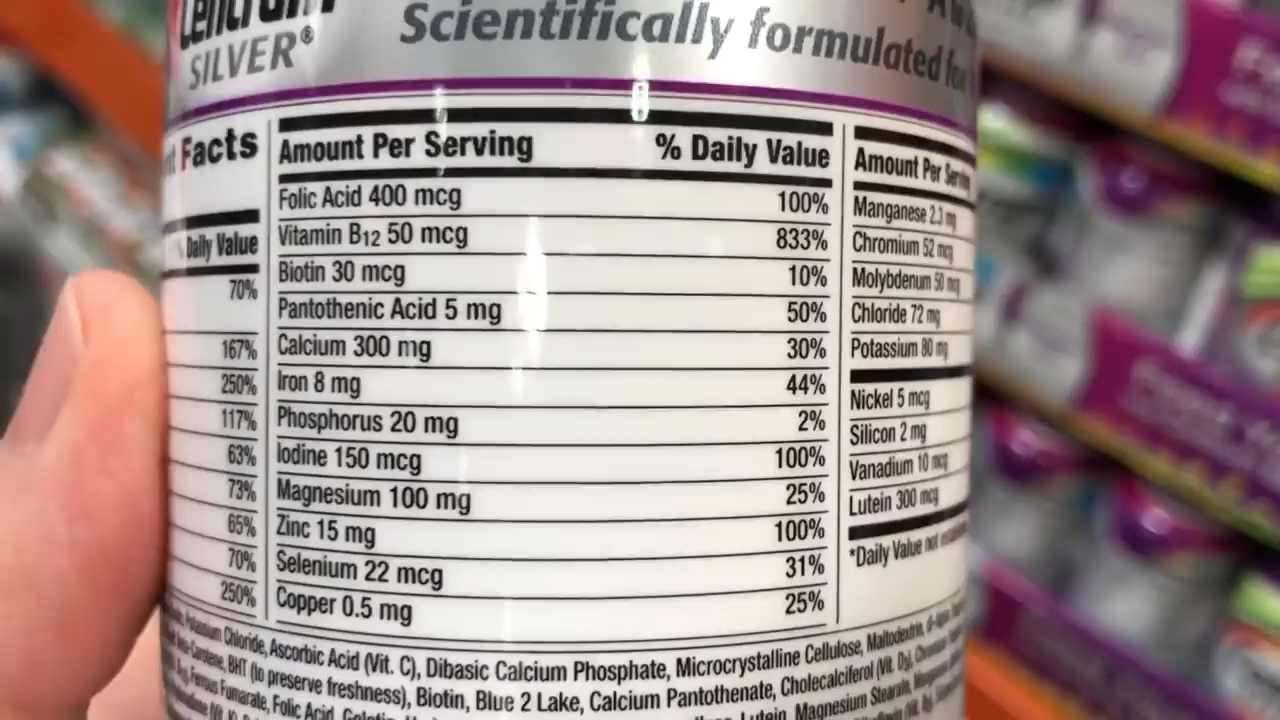 Centrum
SILVER®
Scientifically formulated for
Facts
Daily Value
70%
167%
250%
117%
63%
73%
65%
70%
250%
Amount Per Serving % Daily Value
Folic Acid 400 mcg 100%
Vitamin B12 50 mcg 833%
Biotin 30 mcg 10%
Pantothenic Acid 5 mg 50%
Calcium 300 mg 30%
Iron 8 mg 44%
Phosphorus 20 mg 2%
Iodine 150 mcg 100%
Magnesium 100 mg 25%
Zinc 15 mg 100%
Selenium 22 mcg 31%
Copper 0.5 mg 25%
Amount Per Serving
Manganese 2.3 mg
Chromium 52 mcg
Molybdenum 50 mcg
Chloride 72 mg
Potassium 80 mg
Nickel 5 mcg
Silicon 2 mg
Vanadium 10 mcg
Lutein 300 mcg
*Daily Value not
Potassium Chloride, Ascorbic Acid (Vit. C), Dibasic Calcium Phosphate, Microcrystalline Cellulose, Maltodextrin,
Beta-Carotene, BHT (to preserve freshness), Biotin, Blue 2 Lake, Calcium Pantothenate, Cholecalciferol (Vit. D3),
Ferrous Fumarate, Folic Acid, Gelatin, Lutein, Magnesium Stearate,